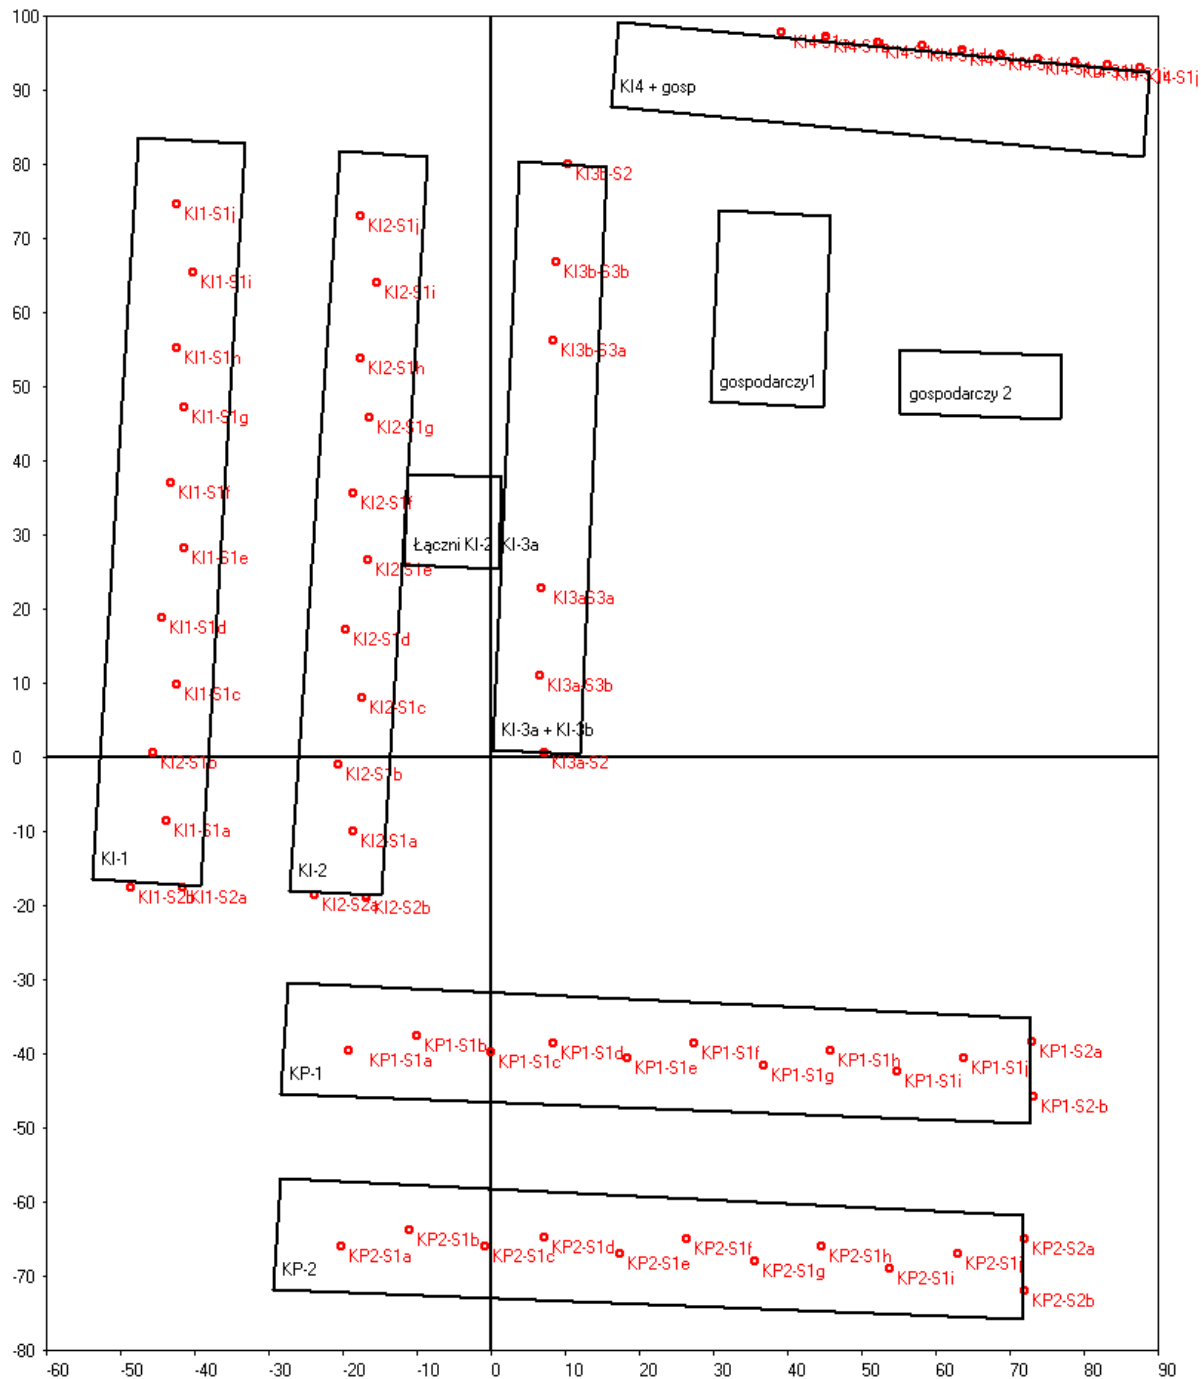 100
90
80
70
60
50
40
30
20
10
0
-10
-20
-30
-40
-50
-60
-70
-80
-60
-50
-40
-30
-20
-10
0
10
20
30
40
50
60
70
80
90
KI4 + gosp
KI4-S1j
KI1-S1j
KI1-S1i
KI1-S1h
KI1-S1g
KI1-S1f
KI1-S1e
KI1-S1d
KI1-S1c
KI2-S1b
KI1-S1a
KI-1
KI1-S2b
KI1-S2a
KI2-S1j
KI2-S1i
KI2-S1h
KI2-S1g
KI2-S1f
KI2-S1e
KI2-S1d
KI2-S1c
KI2-S1b
KI2-S1a
KI-2
KI2-S2a
KI2-S2b
KI3b-S2
KI3b-S3b
KI3b-S3a
Łączni KI-2 KI-3a
KI3aS3a
KI3a-S3b
KI-3a + KI-3b
KI3a-S2
gospodarczy1
gospodarczy 2
KP-1
KP1-S1a
KP1-S1b
KP1-S1c
KP1-S1d
KP1-S1e
KP1-S1f
KP1-S1g
KP1-S1h
KP1-S1i
KP1-S1j
KP1-S2a
KP1-S2-b
KP-2
KP2-S1a
KP2-S1b
KP2-S1c
KP2-S1d
KP2-S1e
KP2-S1f
KP2-S1g
KP2-S1h
KP2-S1i
KP2-S1j
KP2-S2a
KP2-S2b